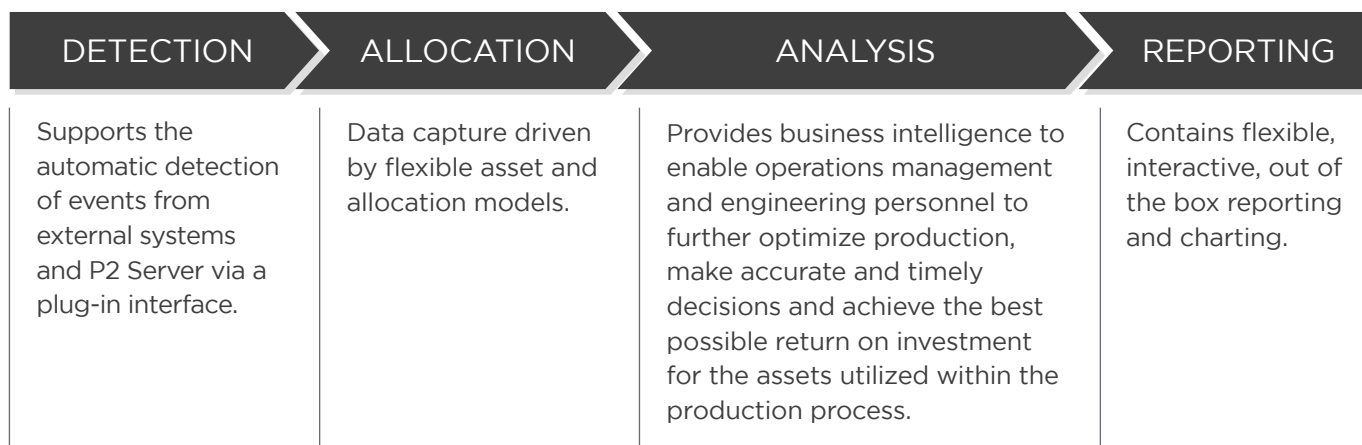 DETECTION
Supports the
automatic detection
of events from
external systems
and P2 Server via a
plug-in interface.
ALLOCATION
Data capture driven
by flexible asset and
allocation models.
ANALYSIS
Provides business intelligence to
enable operations management
and engineering personnel to
further optimize production,
make accurate and timely
decisions and achieve the best
possible return on investment
for the assets utilized within the
production process.
REPORTING
Contains flexible,
interactive, out of
the box reporting
and charting.